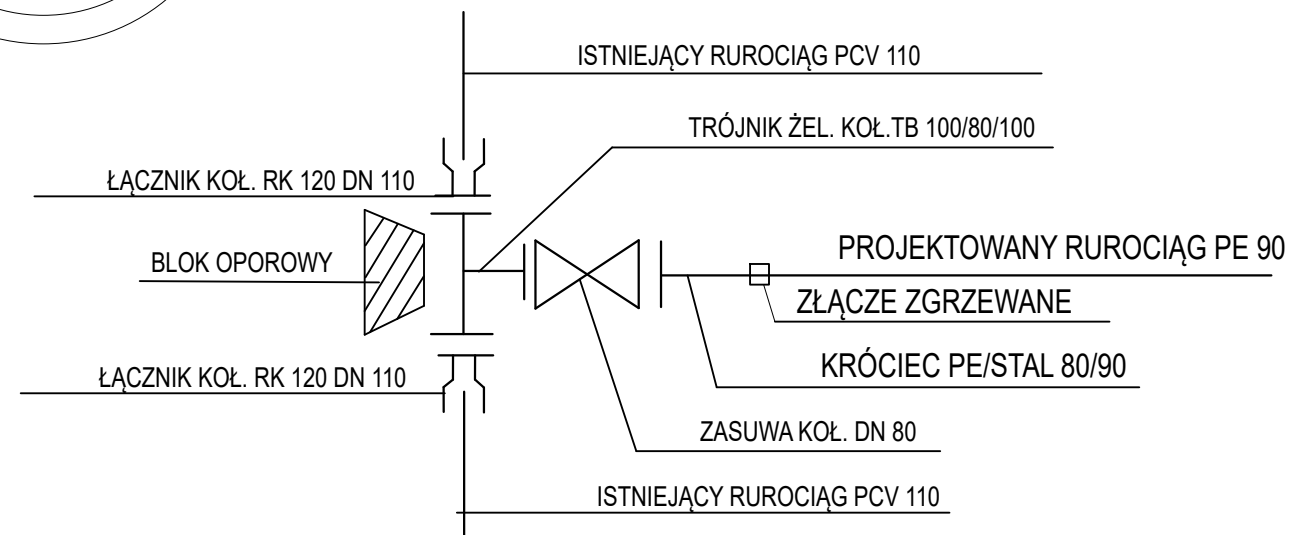 ISTNIEJĄCY RUROCIĄG PCV 110
TRÓJNIK ŻEL. KOŁ.TB 100/80/100
ŁĄCZNIK KOŁ. RK 120 DN 110
BLOK OPOROWY
PROJEKTOWANY RUROCIĄG PE 90
ZŁĄCZE ZGRZEWANE
KRÓCIEC PE/STAL 80/90
ŁĄCZNIK KOŁ. RK 120 DN 110
ZASUWA KOŁ. DN 80
ISTNIEJĄCY RUROCIĄG PCV 110